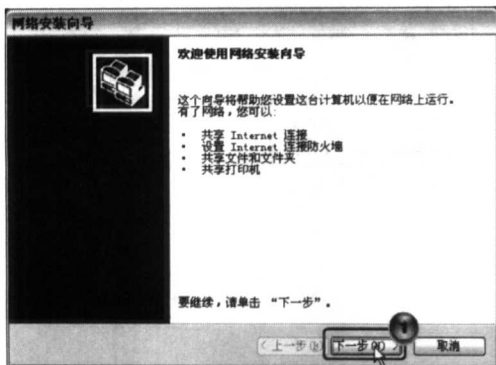 网络安装向导
欢迎使用网络安装向导
这个向导将帮助您设置这台计算机以便在网络上运行。
有了网络，您可以:
· 共享 Internet 连接
· 设置 Internet 连接防火墙
· 共享文件和文件夹
· 共享打印机
要继续，请单击 “下一步”。
1
< 上一步(B) 下一步(N) > 取消